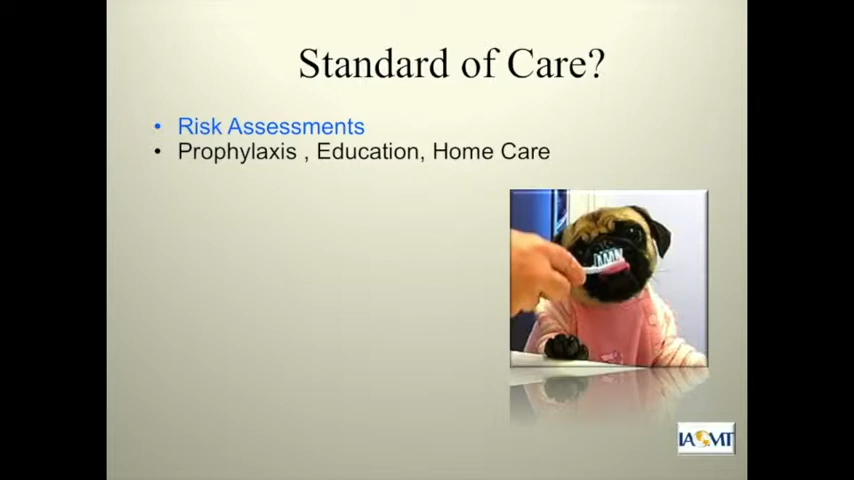 Standard of Care?
• Risk Assessments
• Prophylaxis , Education, Home Care
IAOMT